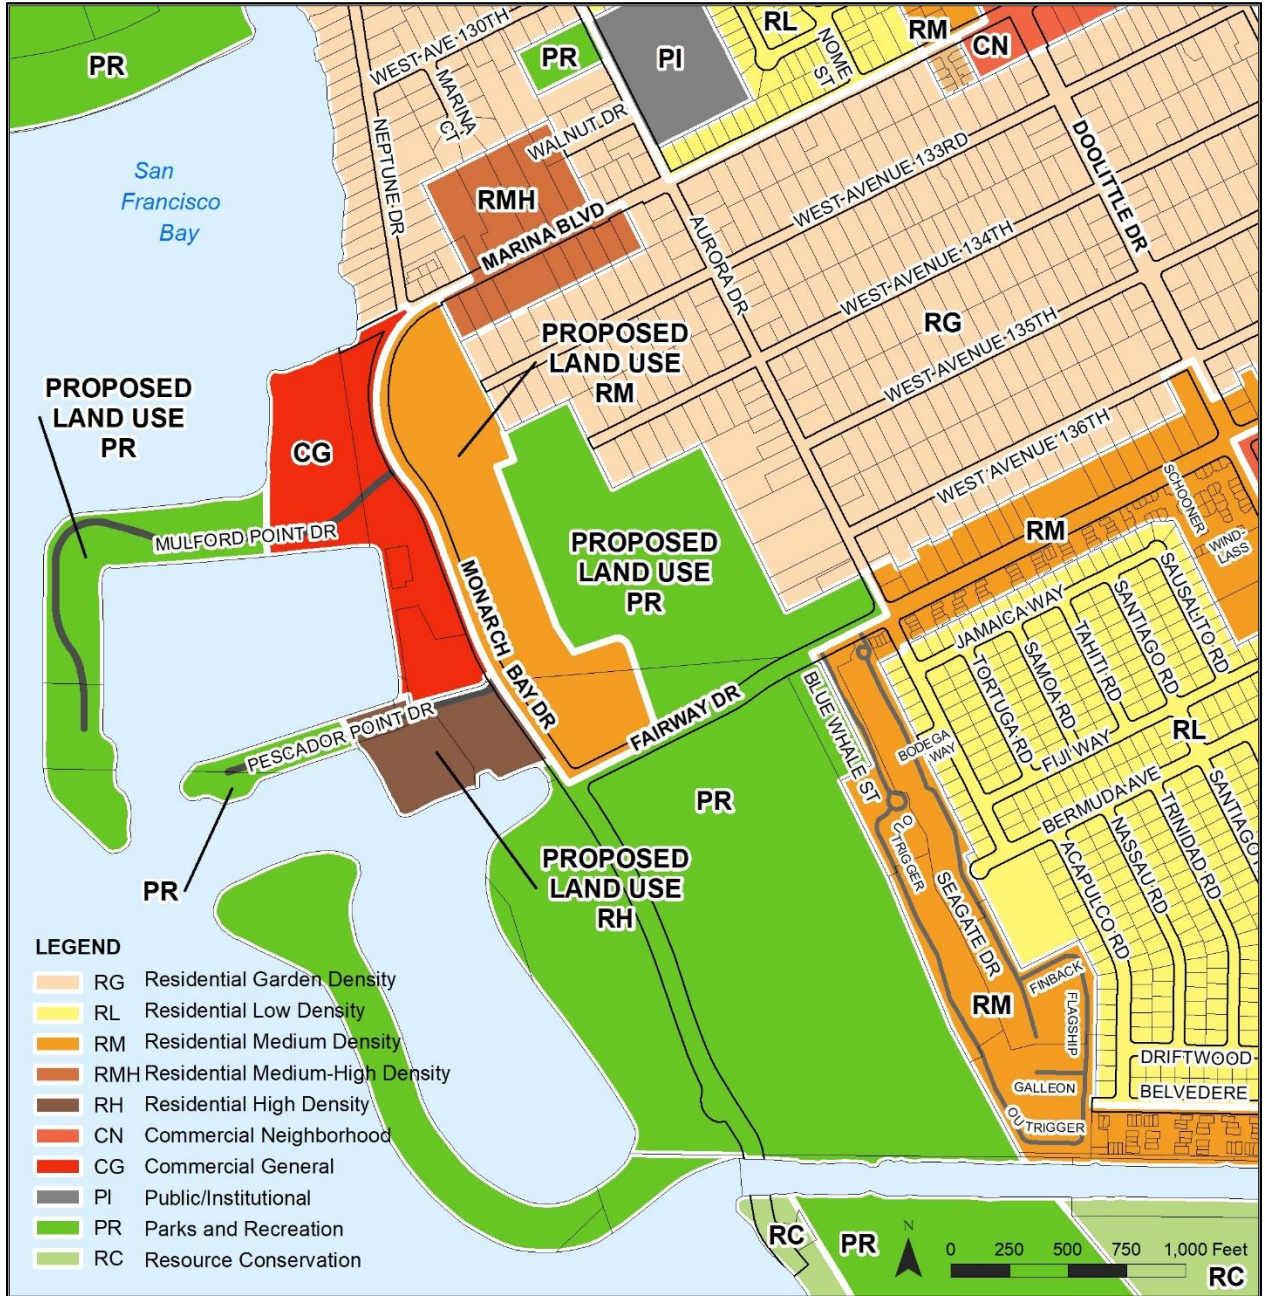 PR
WEST AVE 130TH
MARINA CT
WALNUT DR
PR
PI
RL
NOME ST
RM
CN
San
Francisco
Bay
NEPTUNE DR
RMH
MARINA BLVD
AURORA DR
WEST AVENUE 133RD
DOOLITTLE DR
WEST AVENUE 134TH
RG
WEST AVENUE 135TH
WEST AVENUE 136TH
PROPOSED
LAND USE
RM
PROPOSED
LAND USE
PR
CG
MULFORD POINT DR
PROPOSED
LAND USE
PR
MONARCH BAY DR
RM
SCHOONER
WIND-
LASS
JAMAICA WAY
SAUSALITO RD
SANTIAGO RD
TAHITI RD
SAMOA RD
TORTUGA RD
FIJI WAY
RL
BERMUDA AVE
SANTIAGO
TRINIDAD RD
NASSAU RD
ACAPULCO RD
FAIRWAY DR
BLUE WHALE ST
BODEGA
WAY
PESCADOR POINT DR
PR
PR
OUTRIGGER
SEAGATE DR
PROPOSED
LAND USE
RH
RM
FINBACK
FLAGSHIP
GALLEON
OUTRIGGER
DRIFTWOOD
BELVEDERE
LEGEND
RG Residential Garden Density
RL Residential Low Density
RM Residential Medium Density
RMH Residential Medium-High Density
RH Residential High Density
CN Commercial Neighborhood
CG Commercial General
PI Public/Institutional
PR Parks and Recreation
RC Resource Conservation
RC
PR
N
0 250 500 750 1,000 Feet
RC